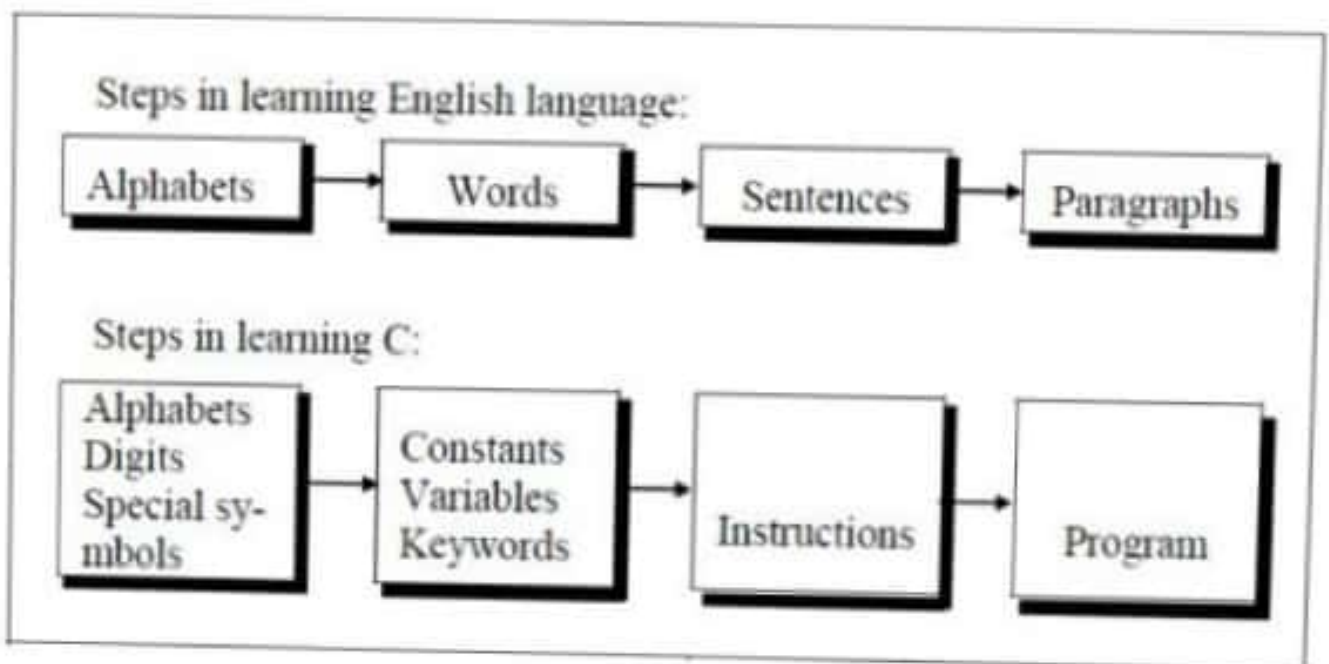 Steps in learning English language:
Alphabets
Words
Sentences
Paragraphs
Steps in learning C:
Alphabets
Digits
Special sy-
mbols
Constants
Variables
Keywords
Instructions
Program